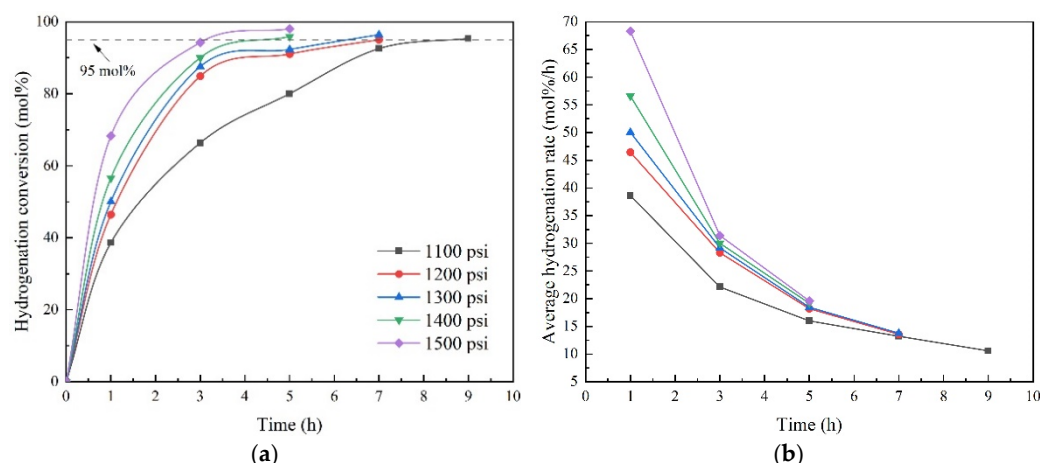 (a)
100
80
60
40
20
0
Hydrogenation conversion (mol%)
95 mol%
1100 psi
1200 psi
1300 psi
1400 psi
1500 psi
0 1 2 3 4 5 6 7 8 9 10
Time (h)
(a)
(b)
70
65
60
55
50
45
40
35
30
25
20
15
10
5
Average hydrogenation rate (mol%/h)
0 1 2 3 4 5 6 7 8 9 10
Time (h)
(b)